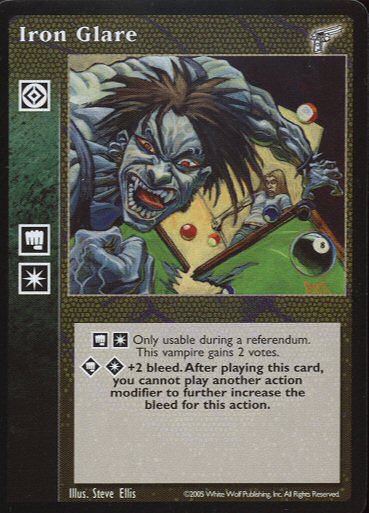 Iron Glare
8
Only usable during a referendum.
This vampire gains 2 votes.
+2 bleed. After playing this card,
you cannot play another action
modifier to further increase the
bleed for this action.
Illus. Steve Ellis
©2005 White Wolf Publishing, Inc. All Rights Reserved.